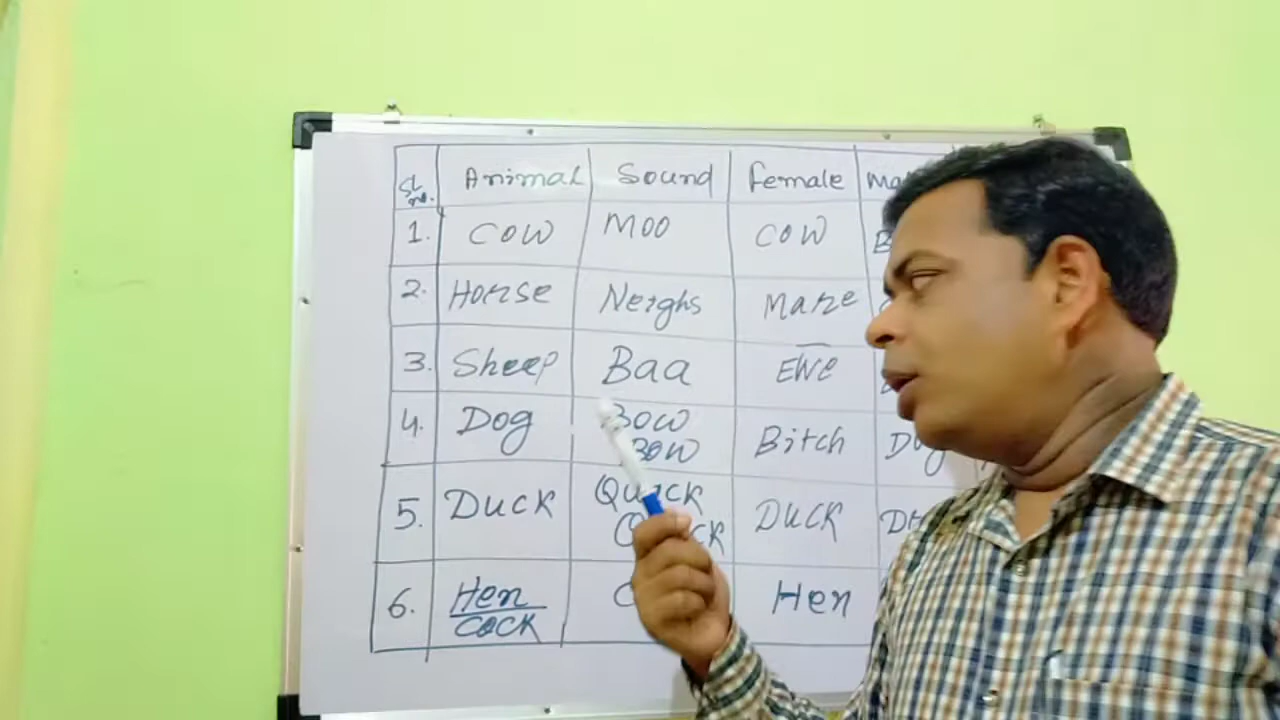 Sl. no. Animal Sound Female
1. COW MOO COW
2. Horse Neighs Mare
3. Sheep Baa EWE
4. Dog Bow Bow Bitch
5. DUCK Quack DUCK
6. Hen Hen
COCK